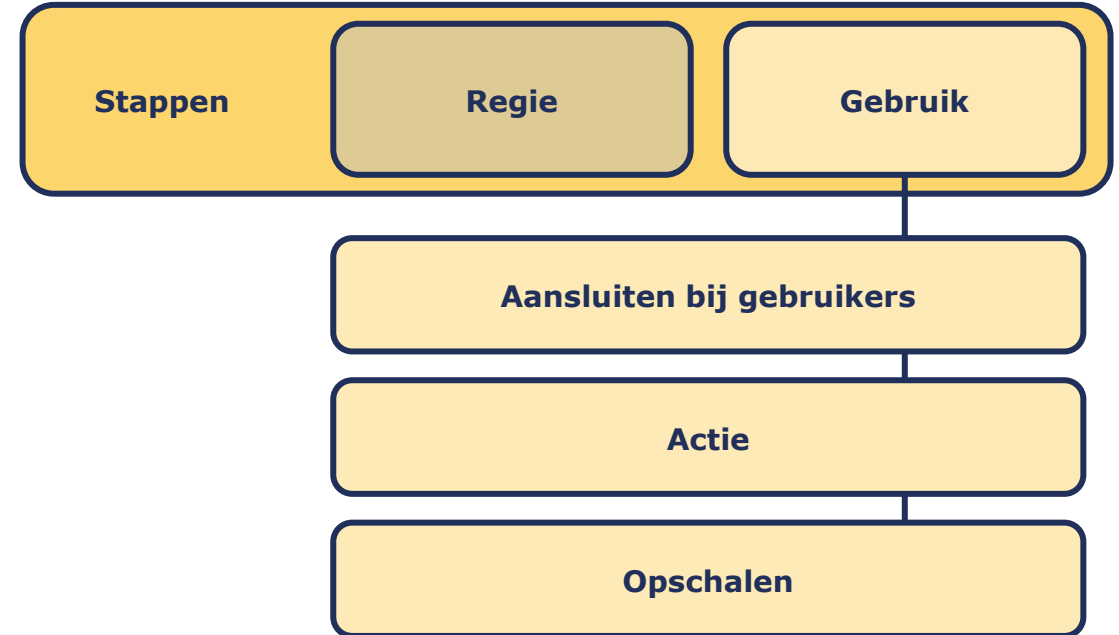 Stappen
Regie
Gebruik
Aansluiten bij gebruikers
Actie
Opschalen